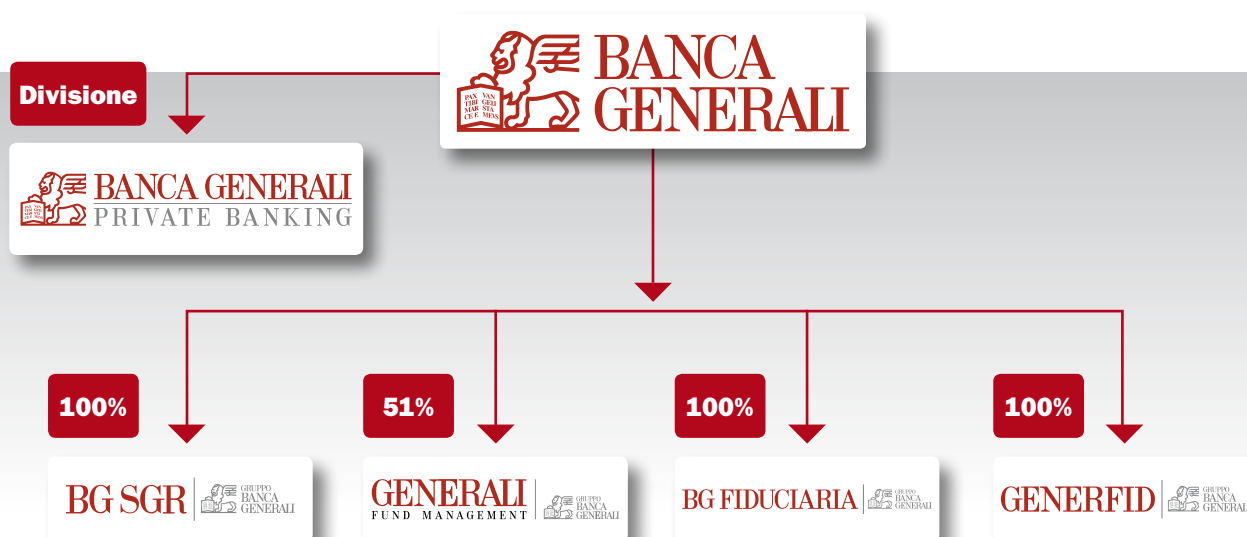 BANCA
GENERALI
PAX VAN
TIBI GELI
MAR STA
CE E MEVS
Divisione
BANCA GENERALI
PRIVATE BANKING
100%
51%
100%
100%
BG SGR
GRUPPO
BANCA
GENERALI
GENERALI
FUND MANAGEMENT
GRUPPO
BANCA
GENERALI
BG FIDUCIARIA
GRUPPO
BANCA
GENERALI
GENERFID
GRUPPO
BANCA
GENERALI